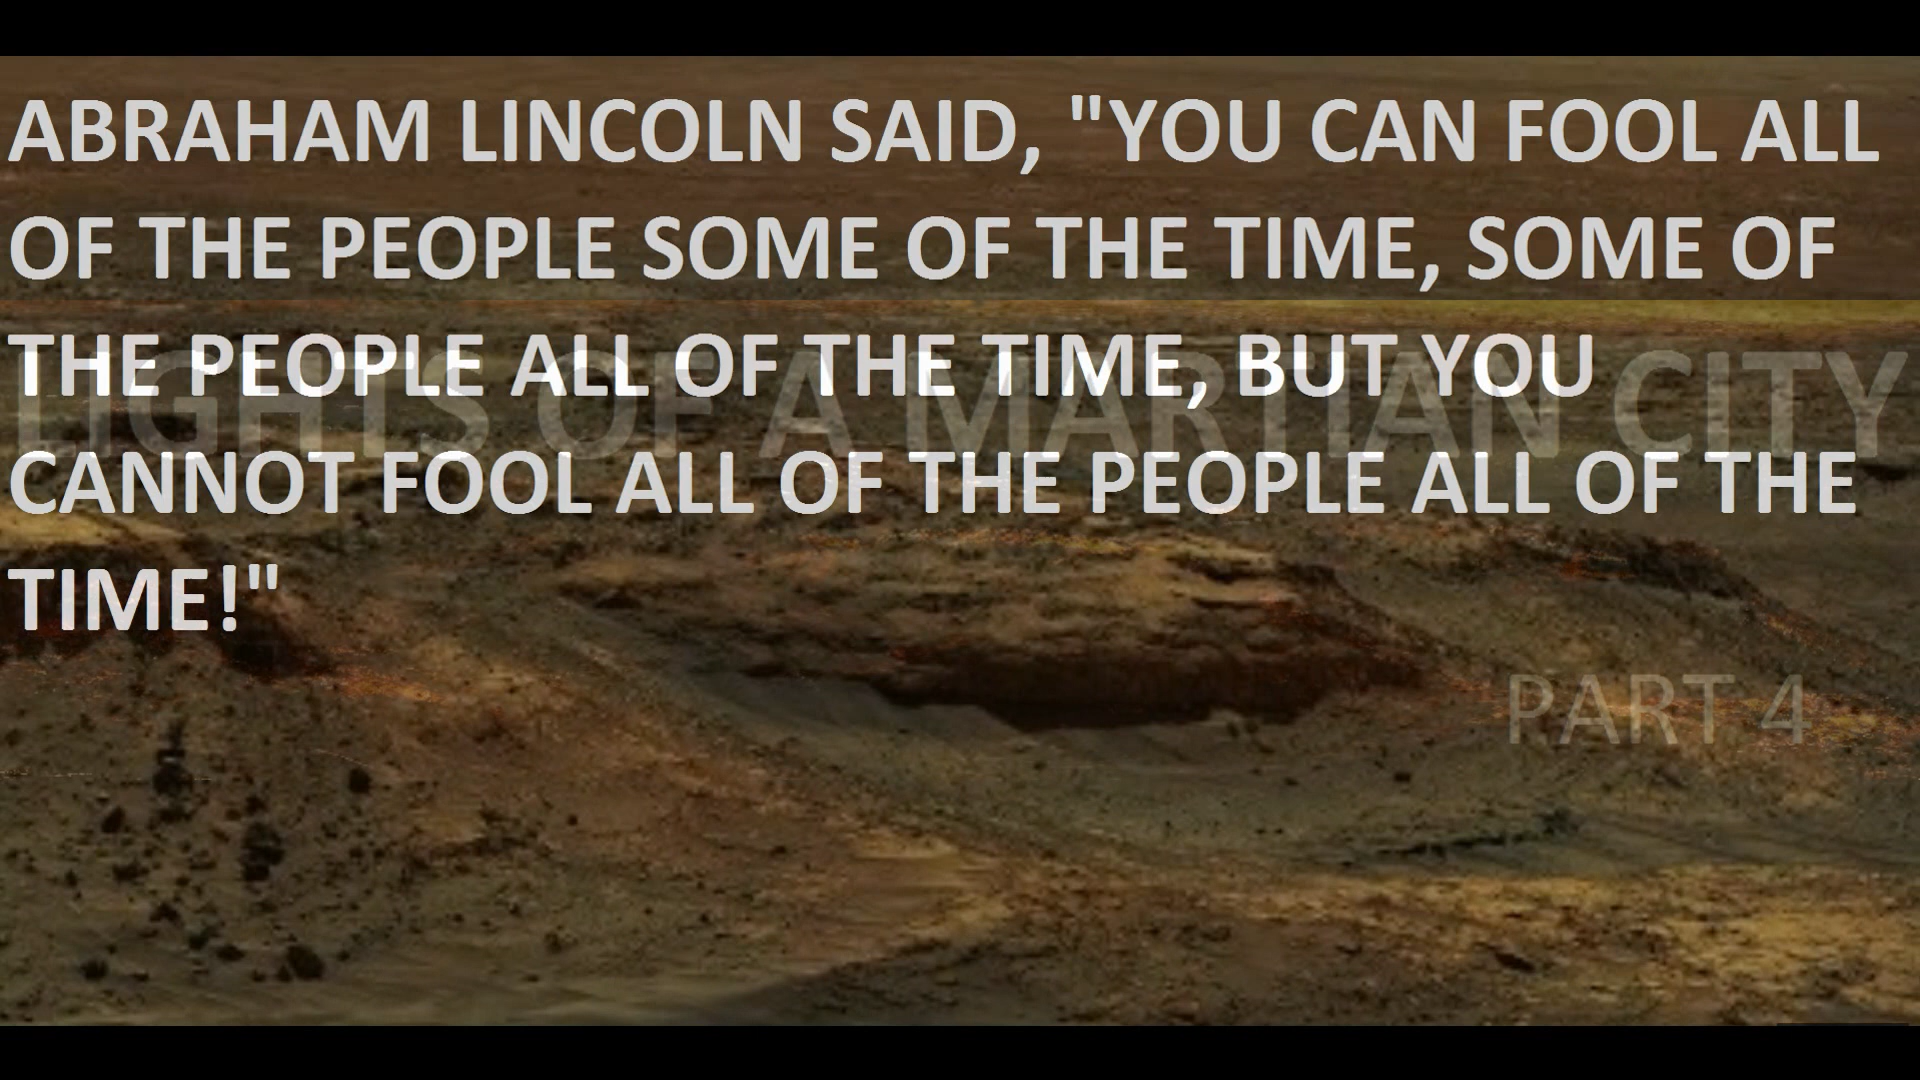 ABRAHAM LINCOLN SAID, "YOU CAN FOOL ALL
OF THE PEOPLE SOME OF THE TIME, SOME OF
THE PEOPLE ALL OF THE TIME, BUT YOU
LIGHTS OF A MARTIAN CITY
CANNOT FOOL ALL OF THE PEOPLE ALL OF THE
TIME!"
PART 4